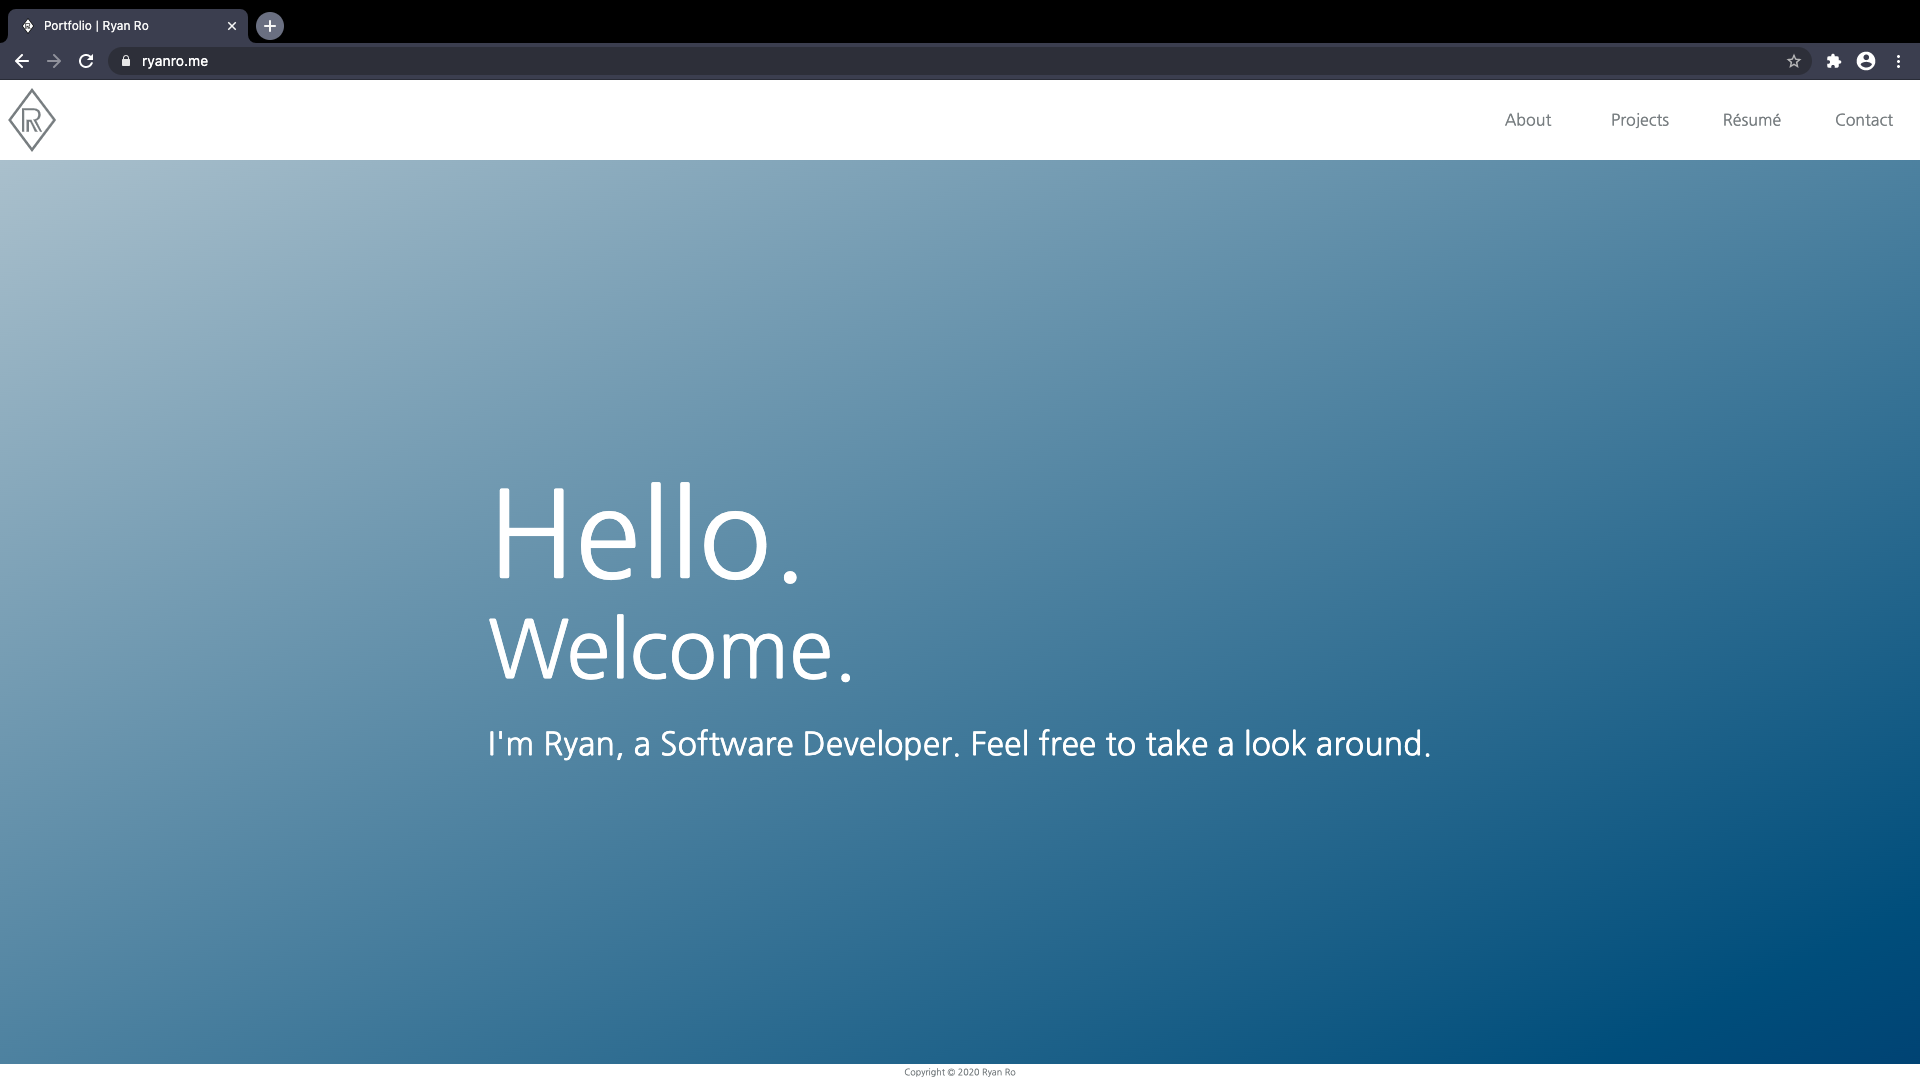 Portfolio | Ryan Ro
ryanro.me
About Projects Résumé Contact
Hello.
Welcome.
I'm Ryan, a Software Developer. Feel free to take a look around.
Copyright © 2020 Ryan Ro